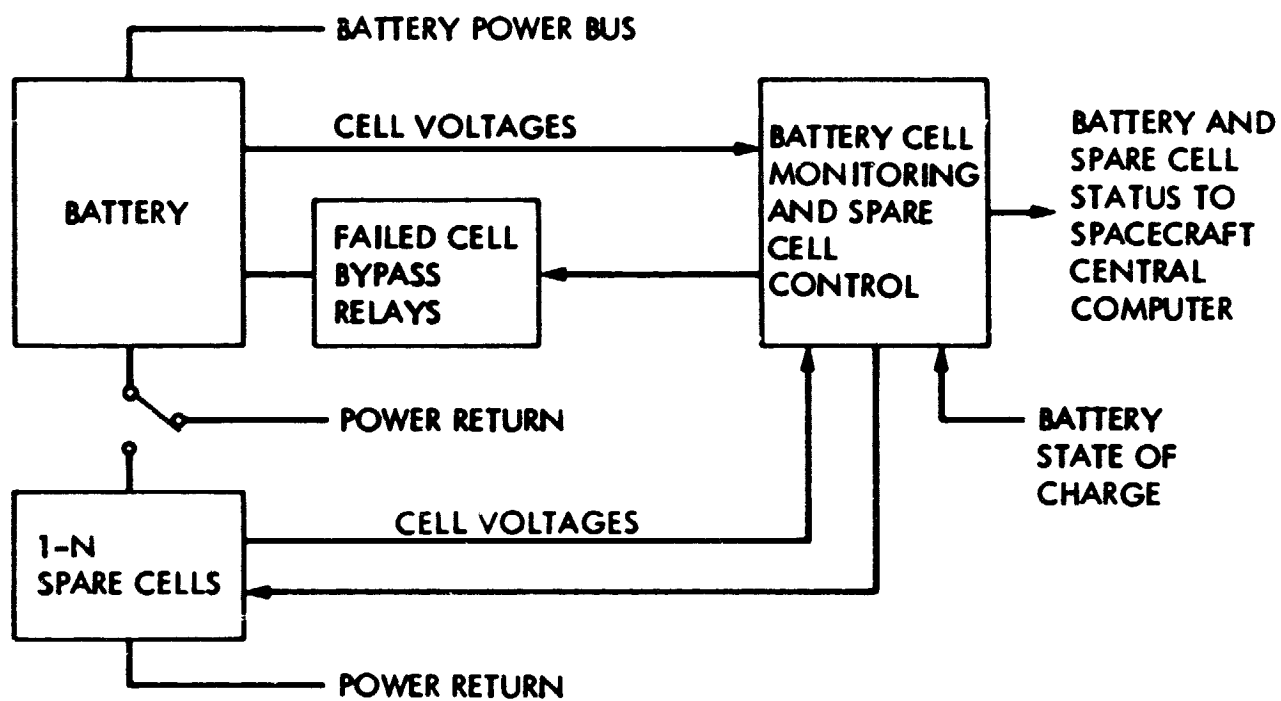 BATTERY POWER BUS
CELL VOLTAGES
BATTERY
FAILED CELL
BYPASS
RELAYS
BATTERY CELL
MONITORING
AND SPARE
CELL
CONTROL
BATTERY AND
SPARE CELL
STATUS TO
SPACECRAFT
CENTRAL
COMPUTER
POWER RETURN
BATTERY
STATE OF
CHARGE
CELL VOLTAGES
1-N
SPARE CELLS
POWER RETURN